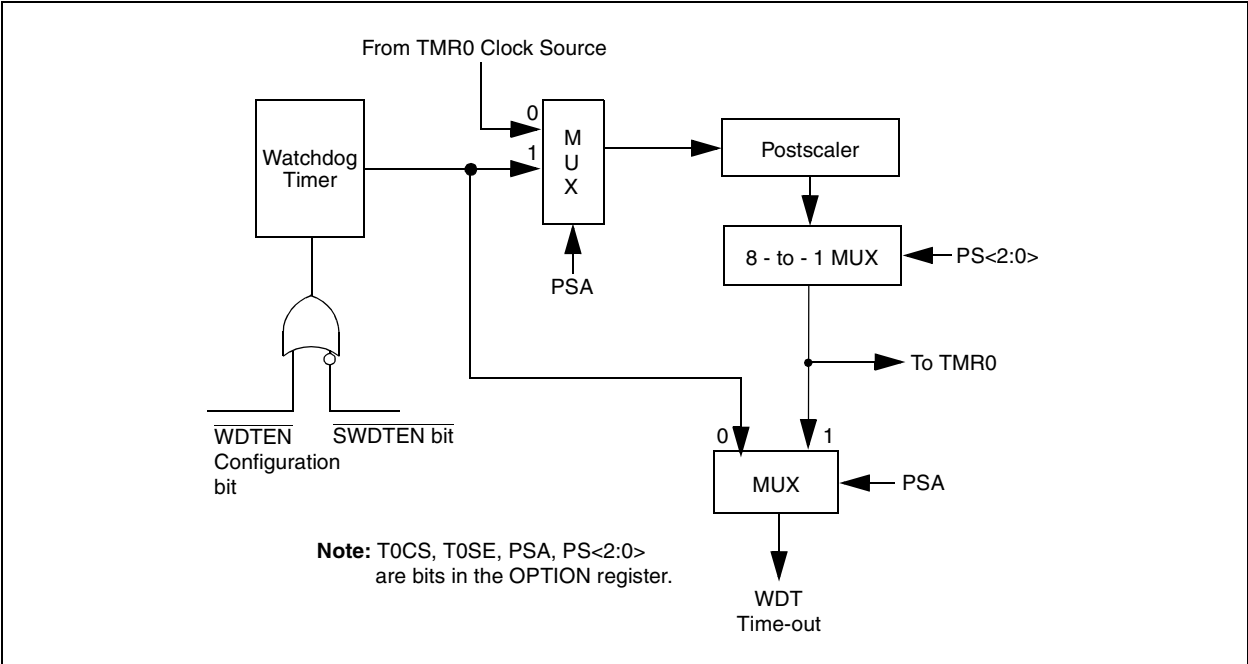 From TMR0 Clock Source
0
1
M
U
X
Watchdog
Timer
Postscaler
8 - to - 1 MUX
PS<2:0>
PSA
To TMR0
WDTEN
Configuration
bit
SWDTEN bit
0
1
MUX
PSA
Note: T0CS, T0SE, PSA, PS<2:0>
are bits in the OPTION register.
WDT
Time-out